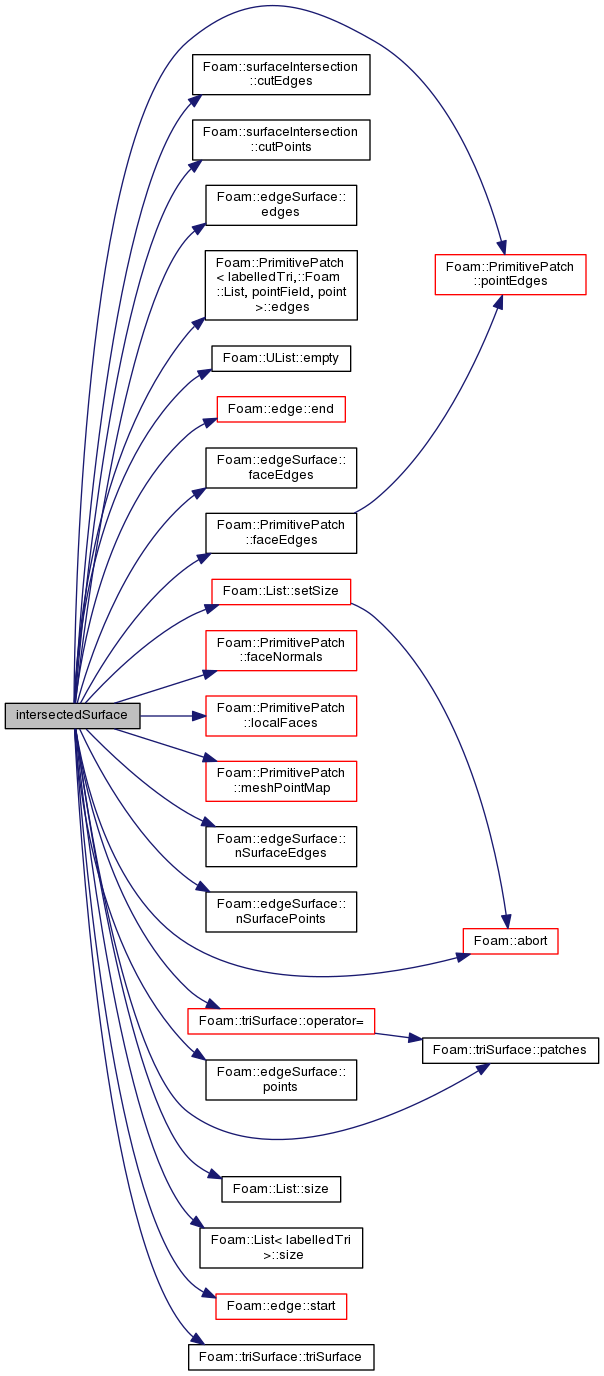 Foam::surfaceIntersection
::cutEdges
Foam::surfaceIntersection
::cutPoints
Foam::edgeSurface::
edges
Foam::PrimitivePatch
< labelledTri,::Foam
::List, pointField, point
>::edges
Foam::PrimitivePatch
::pointEdges
Foam::UList::empty
Foam::edge::end
Foam::edgeSurface::
faceEdges
Foam::PrimitivePatch
::faceEdges
Foam::List::setSize
Foam::PrimitivePatch
::faceNormals
intersectedSurface
Foam::PrimitivePatch
::localFaces
Foam::PrimitivePatch
::meshPointMap
Foam::edgeSurface::
nSurfaceEdges
Foam::edgeSurface::
nSurfacePoints
Foam::abort
Foam::triSurface::operator=
Foam::triSurface::patches
Foam::edgeSurface::
points
Foam::List::size
Foam::List< labelledTri
>::size
Foam::edge::start
Foam::triSurface::triSurface